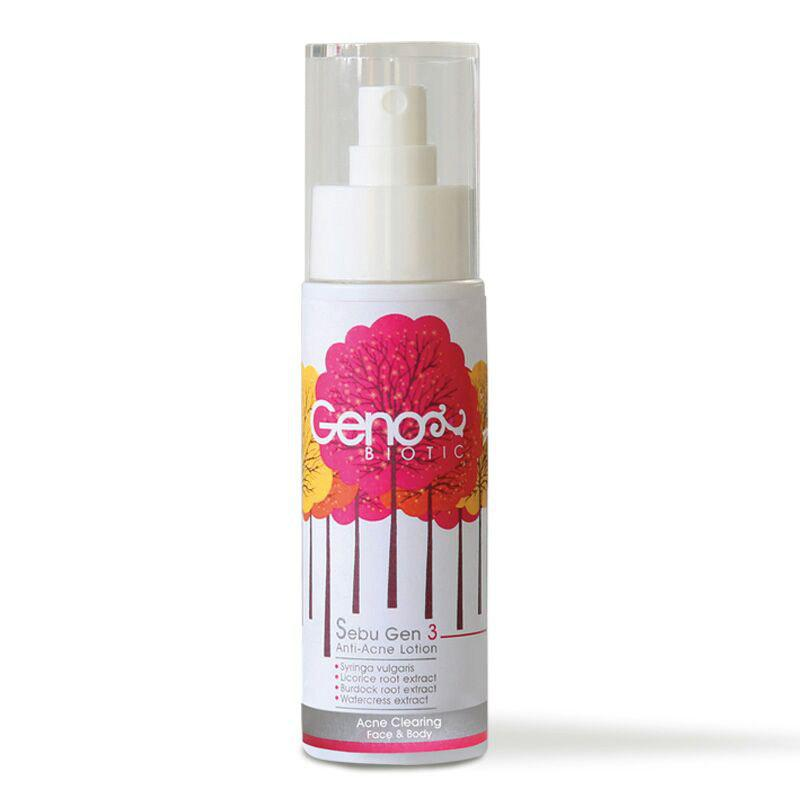 Geno
BIOTIC
Sebu Gen 3
Anti-Acne Lotion
•Syringa vulgaris
•Licorice root extract
•Burdock root extract
•Watercress extract
Acne Clearing
Face & Body